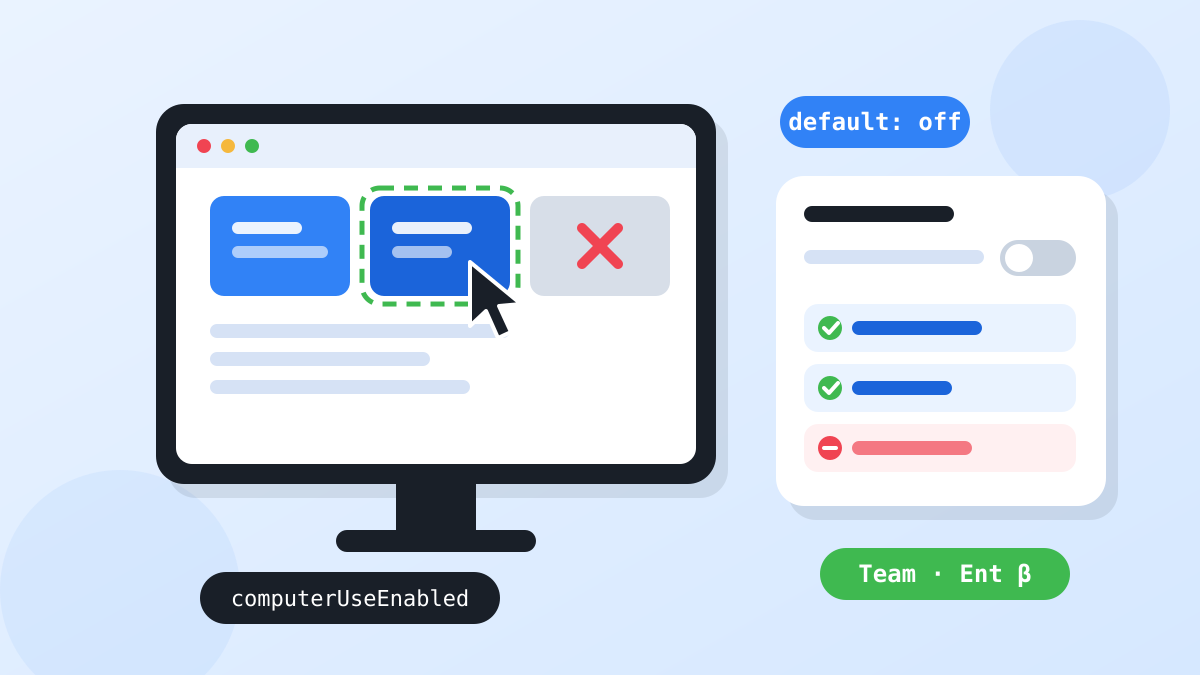 default: off
computerUseEnabled
Team · Ent β